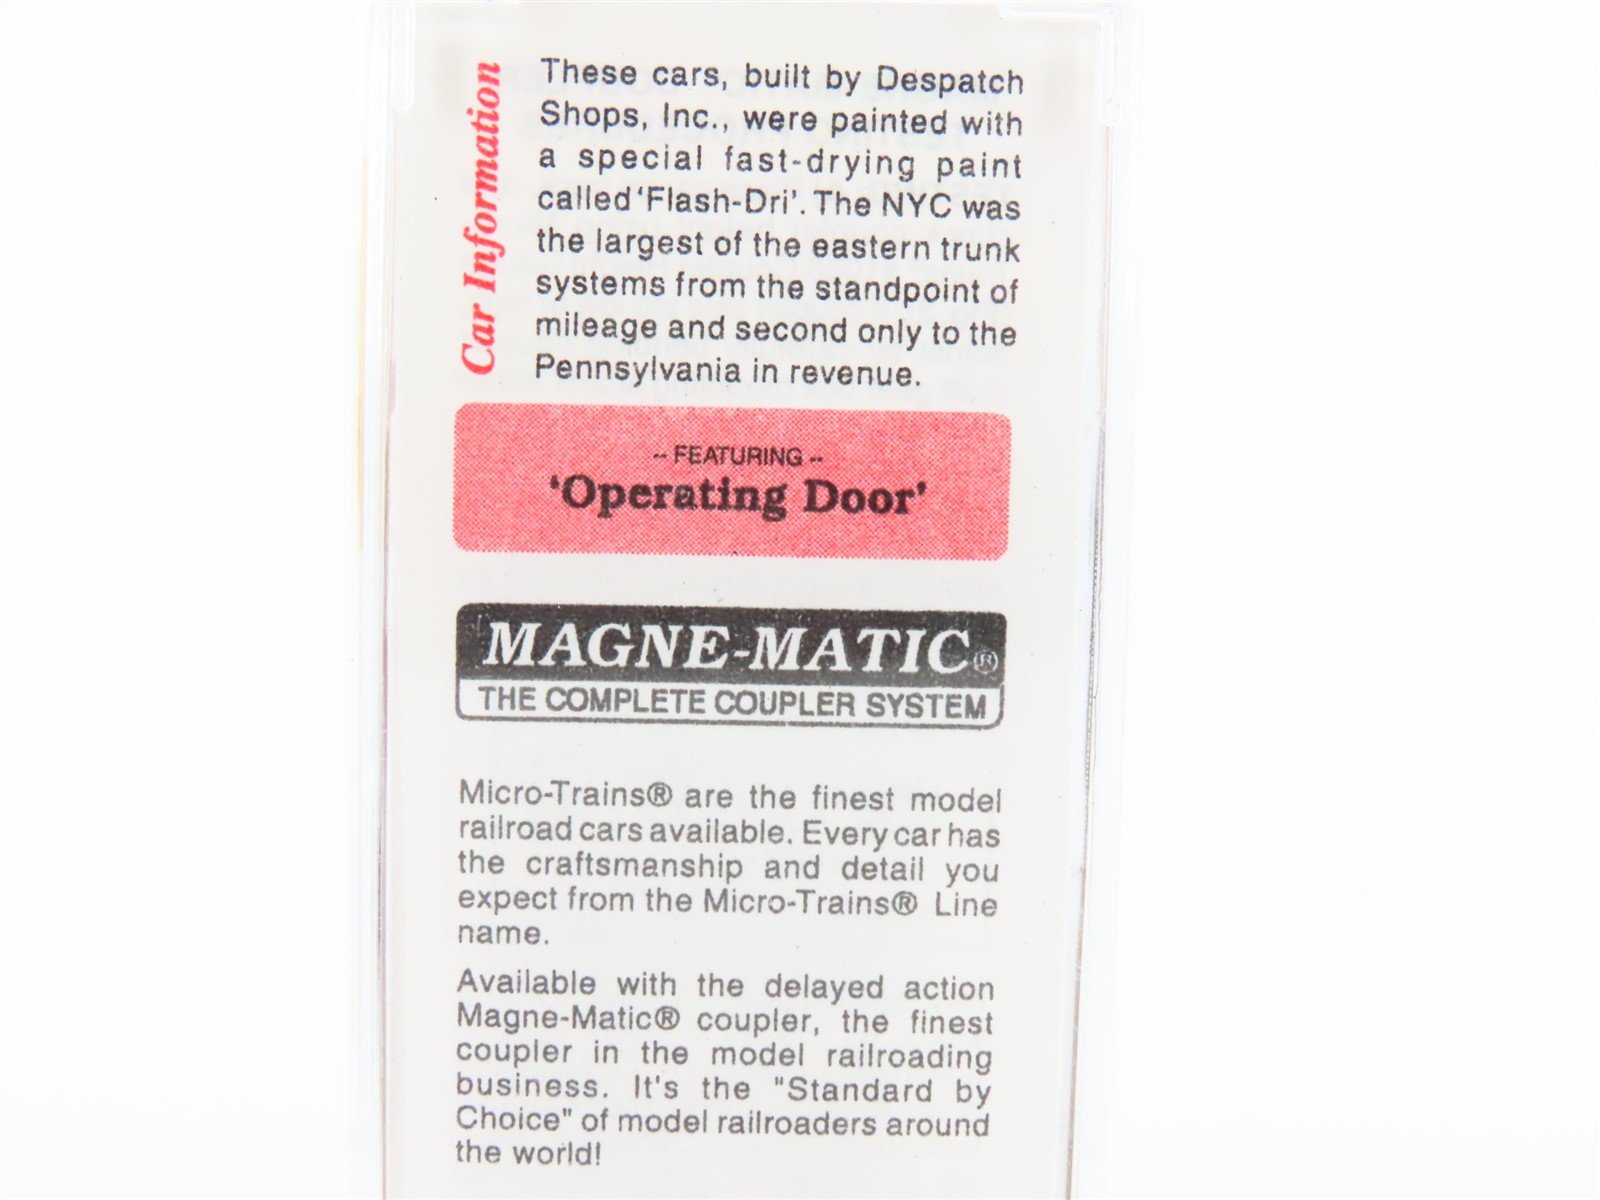 Car Information
These cars, built by Despatch
Shops, Inc., were painted with
a special fast-drying paint
called 'Flash-Dri'. The NYC was
the largest of the eastern trunk
systems from the standpoint of
mileage and second only to the
Pennsylvania in revenue.
-- FEATURING --
'Operating Door'
MAGNE-MATIC®
THE COMPLETE COUPLER SYSTEM
Micro-Trains® are the finest model
railroad cars available. Every car has
the craftsmanship and detail you
expect from the Micro-Trains® Line
name.
Available with the delayed action
Magne-Matic® coupler, the finest
coupler in the model railroading
business. It's the "Standard by
Choice" of model railroaders around
the world!